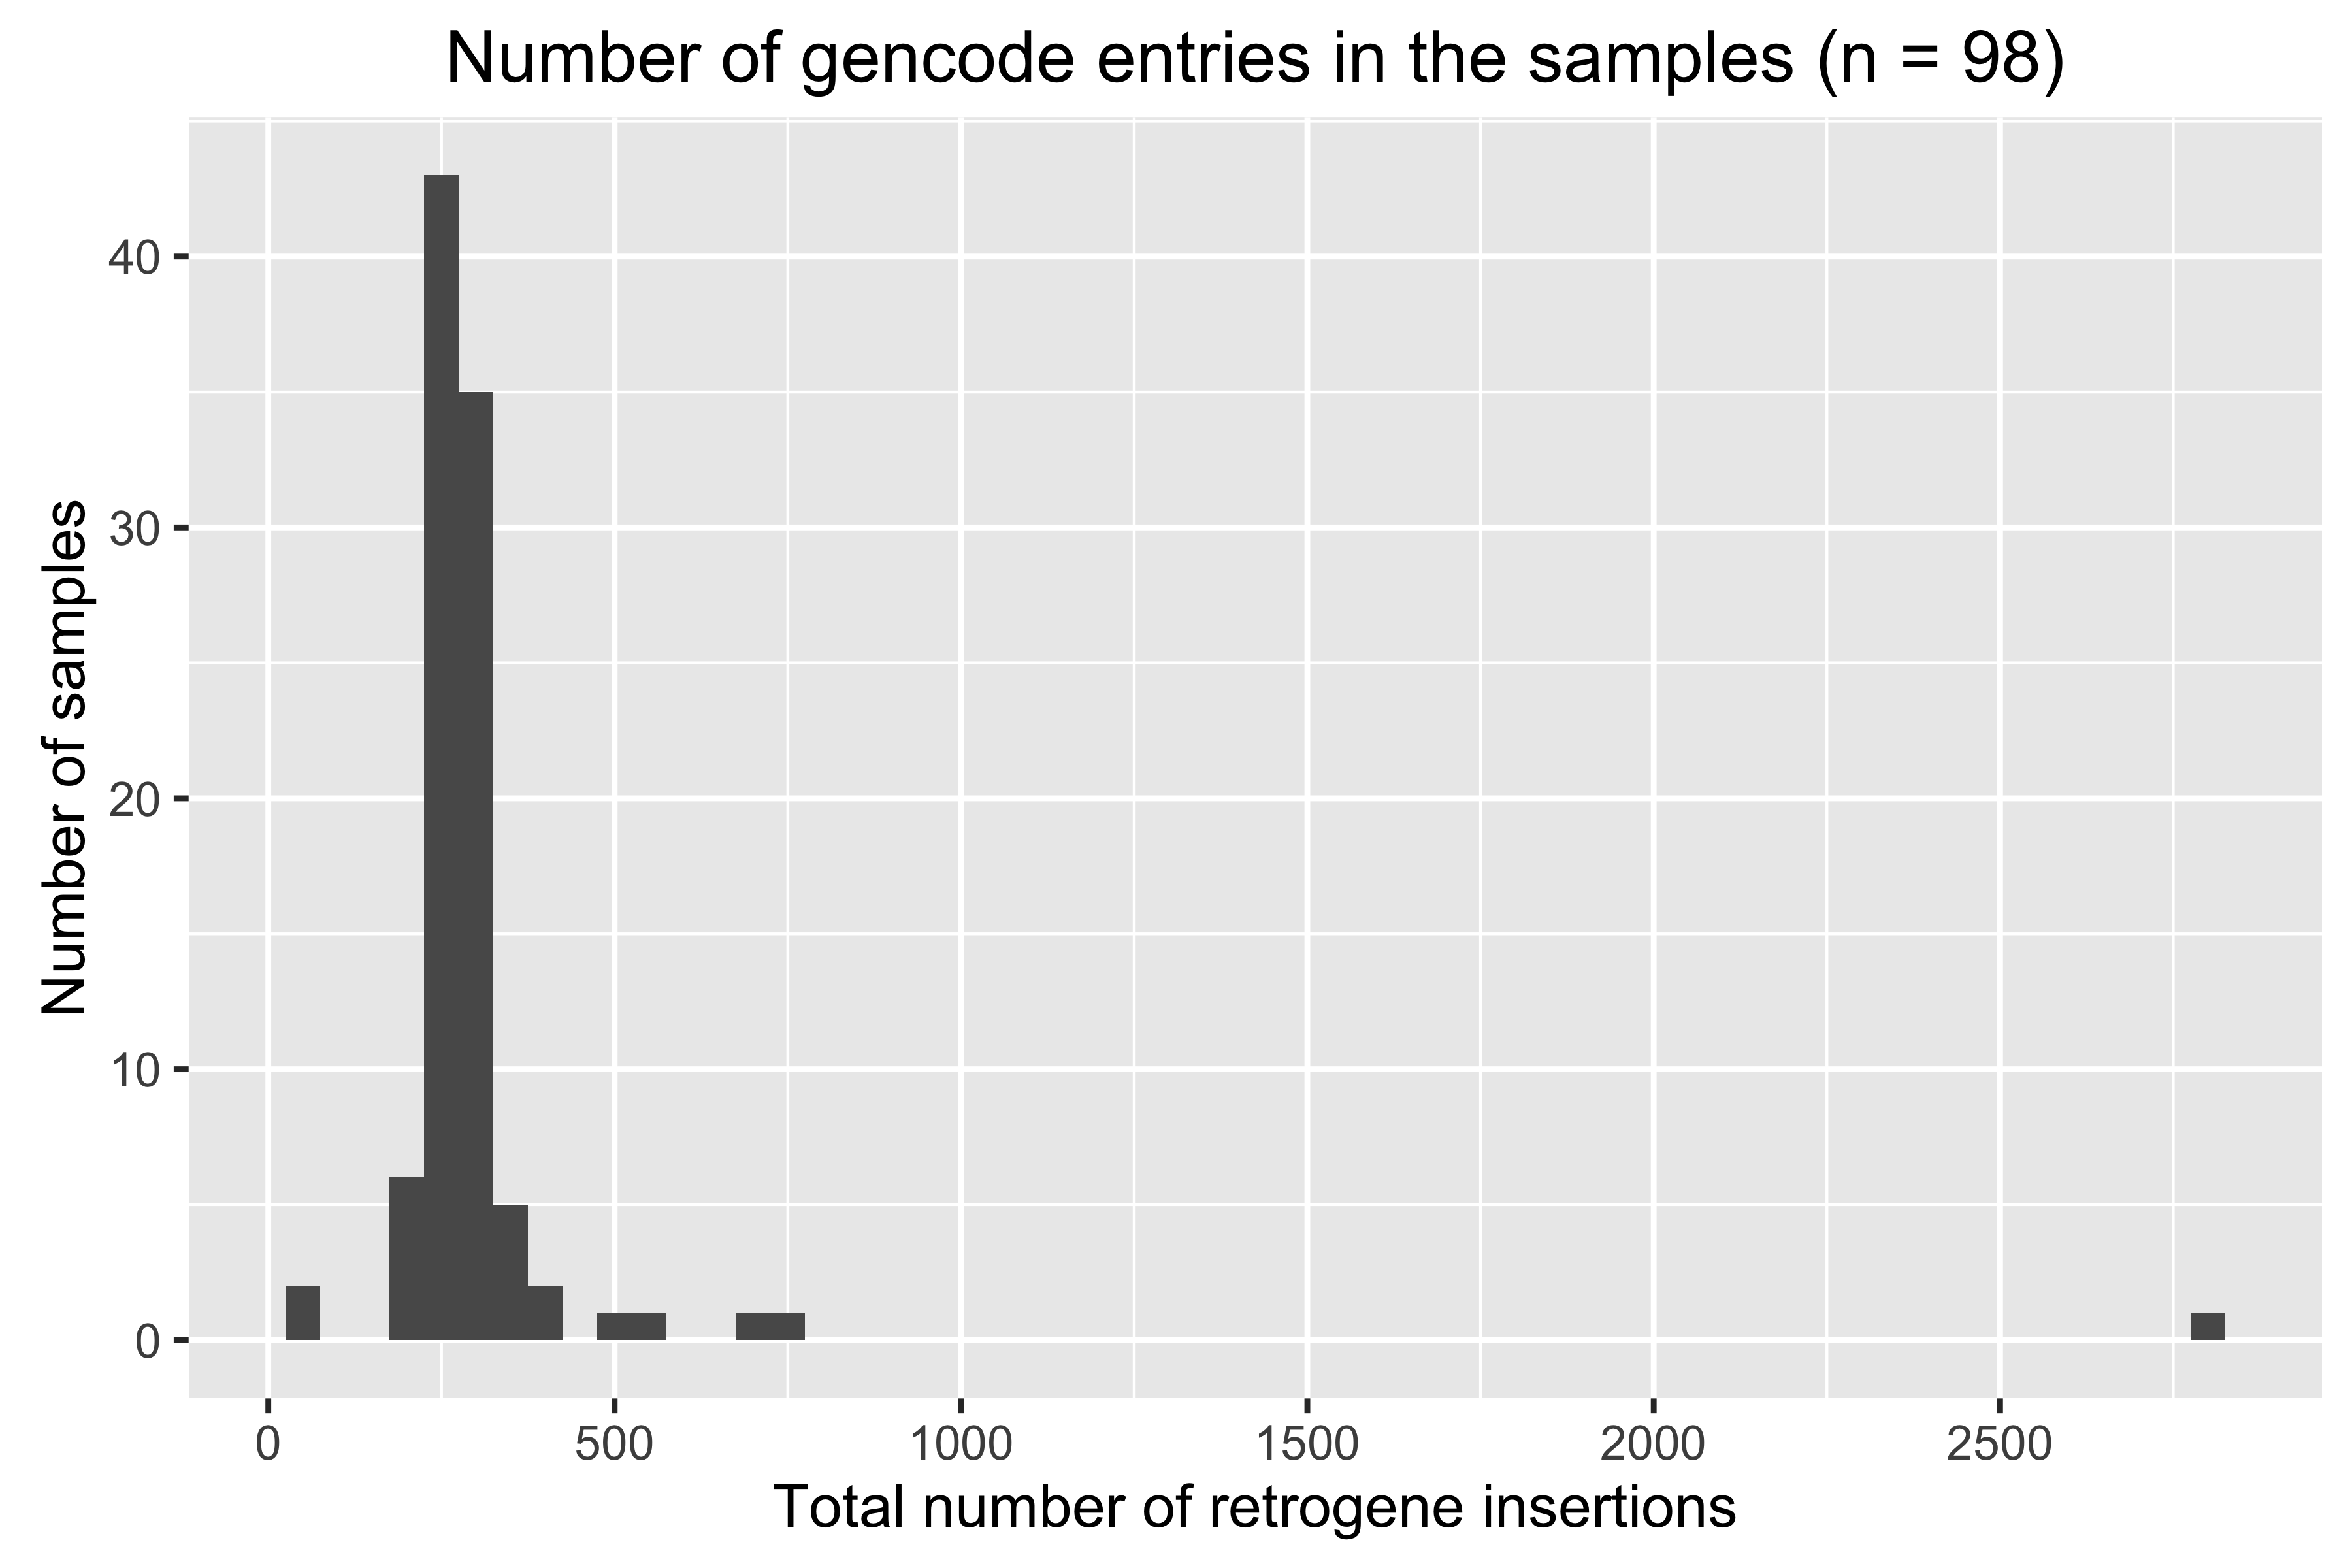 Number of gencode entries in the samples (n = 98)
Number of samples
40
30
20
10
0
0 500 1000 1500 2000 2500
Total number of retrogene insertions